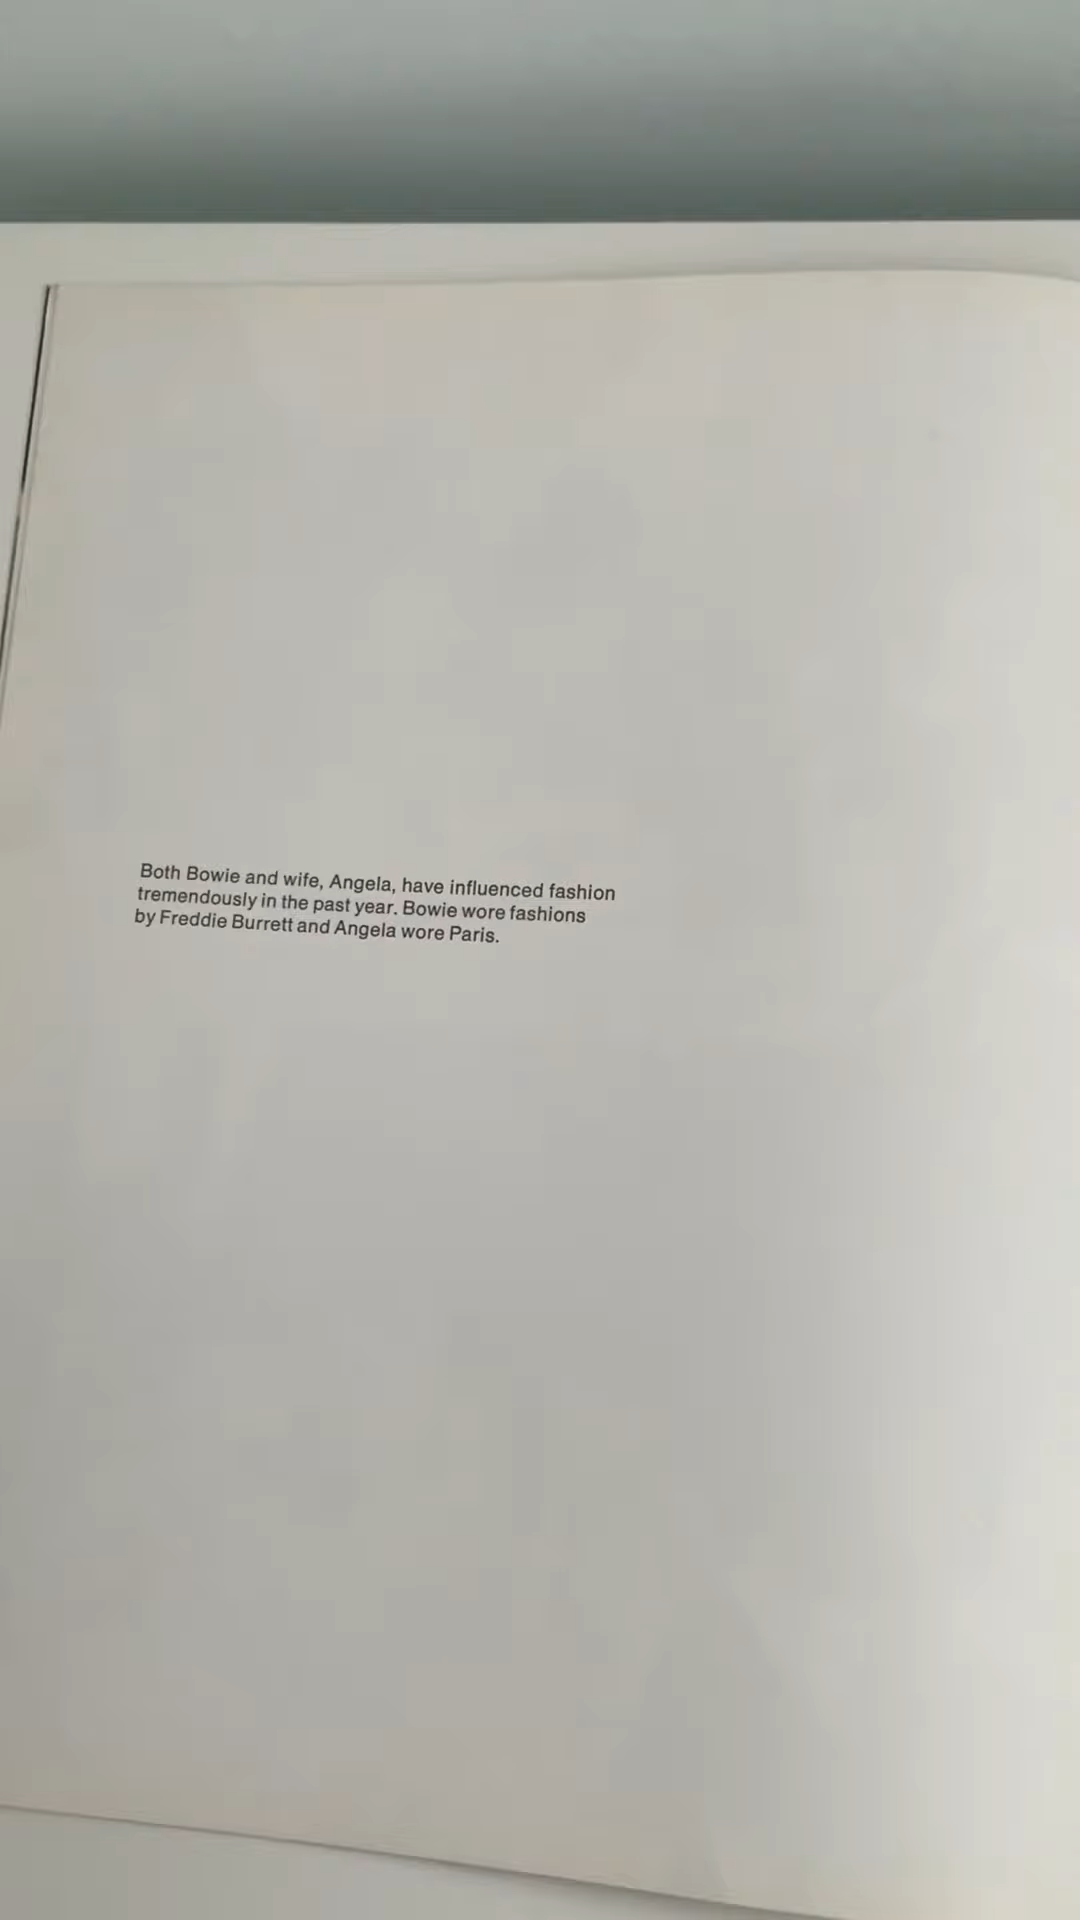 Both Bowie and wife, Angela, have influenced fashion
tremendously in the past year. Bowie wore fashions
by Freddie Burrett and Angela wore Paris.